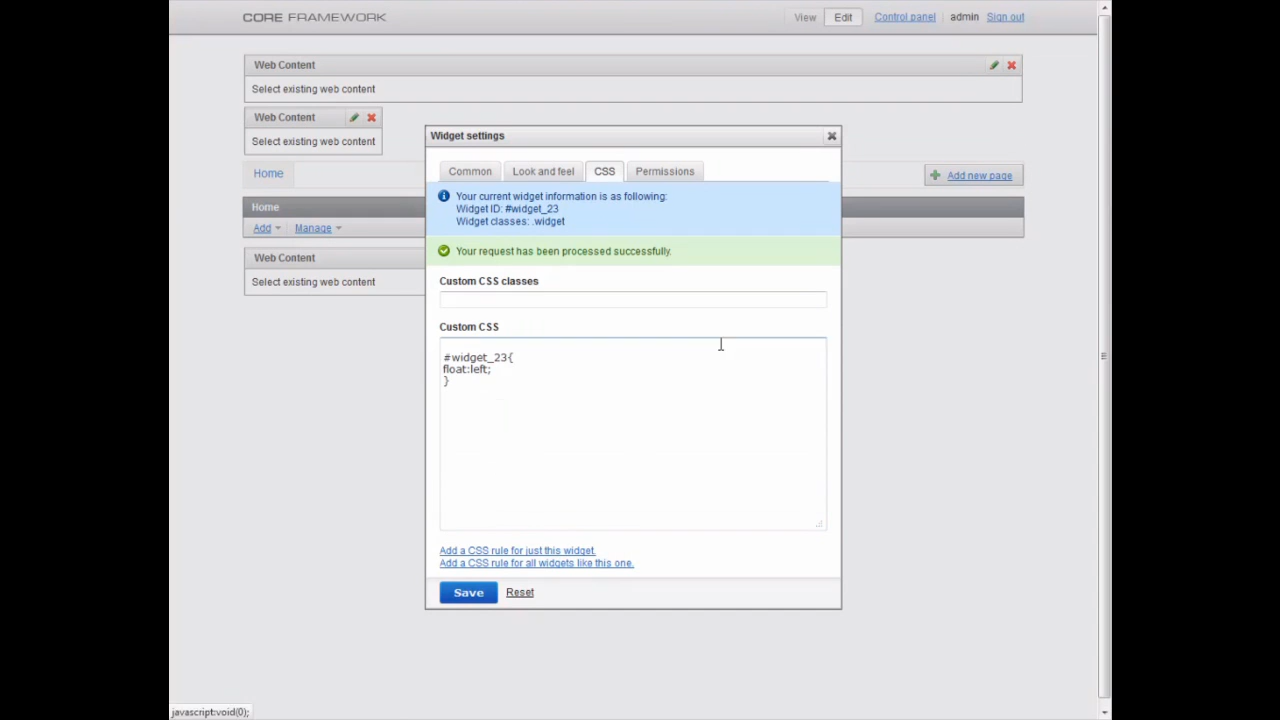 CORE FRAMEWORK
View Edit Control panel admin Sign out
Web Content
Select existing web content
Web Content
Select existing web content
Home
Add new page
Home
Add Manage
Web Content
Select existing web content
Widget settings
Common Look and feel CSS Permissions
Your current widget information is as following:
Widget ID: #widget_23
Widget classes: .widget
Your request has been processed successfully.
Custom CSS classes
Custom CSS
#widget_23{
float:left;
}
Add a CSS rule for just this widget.
Add a CSS rule for all widgets like this one.
Save Reset
javascript:void(0);